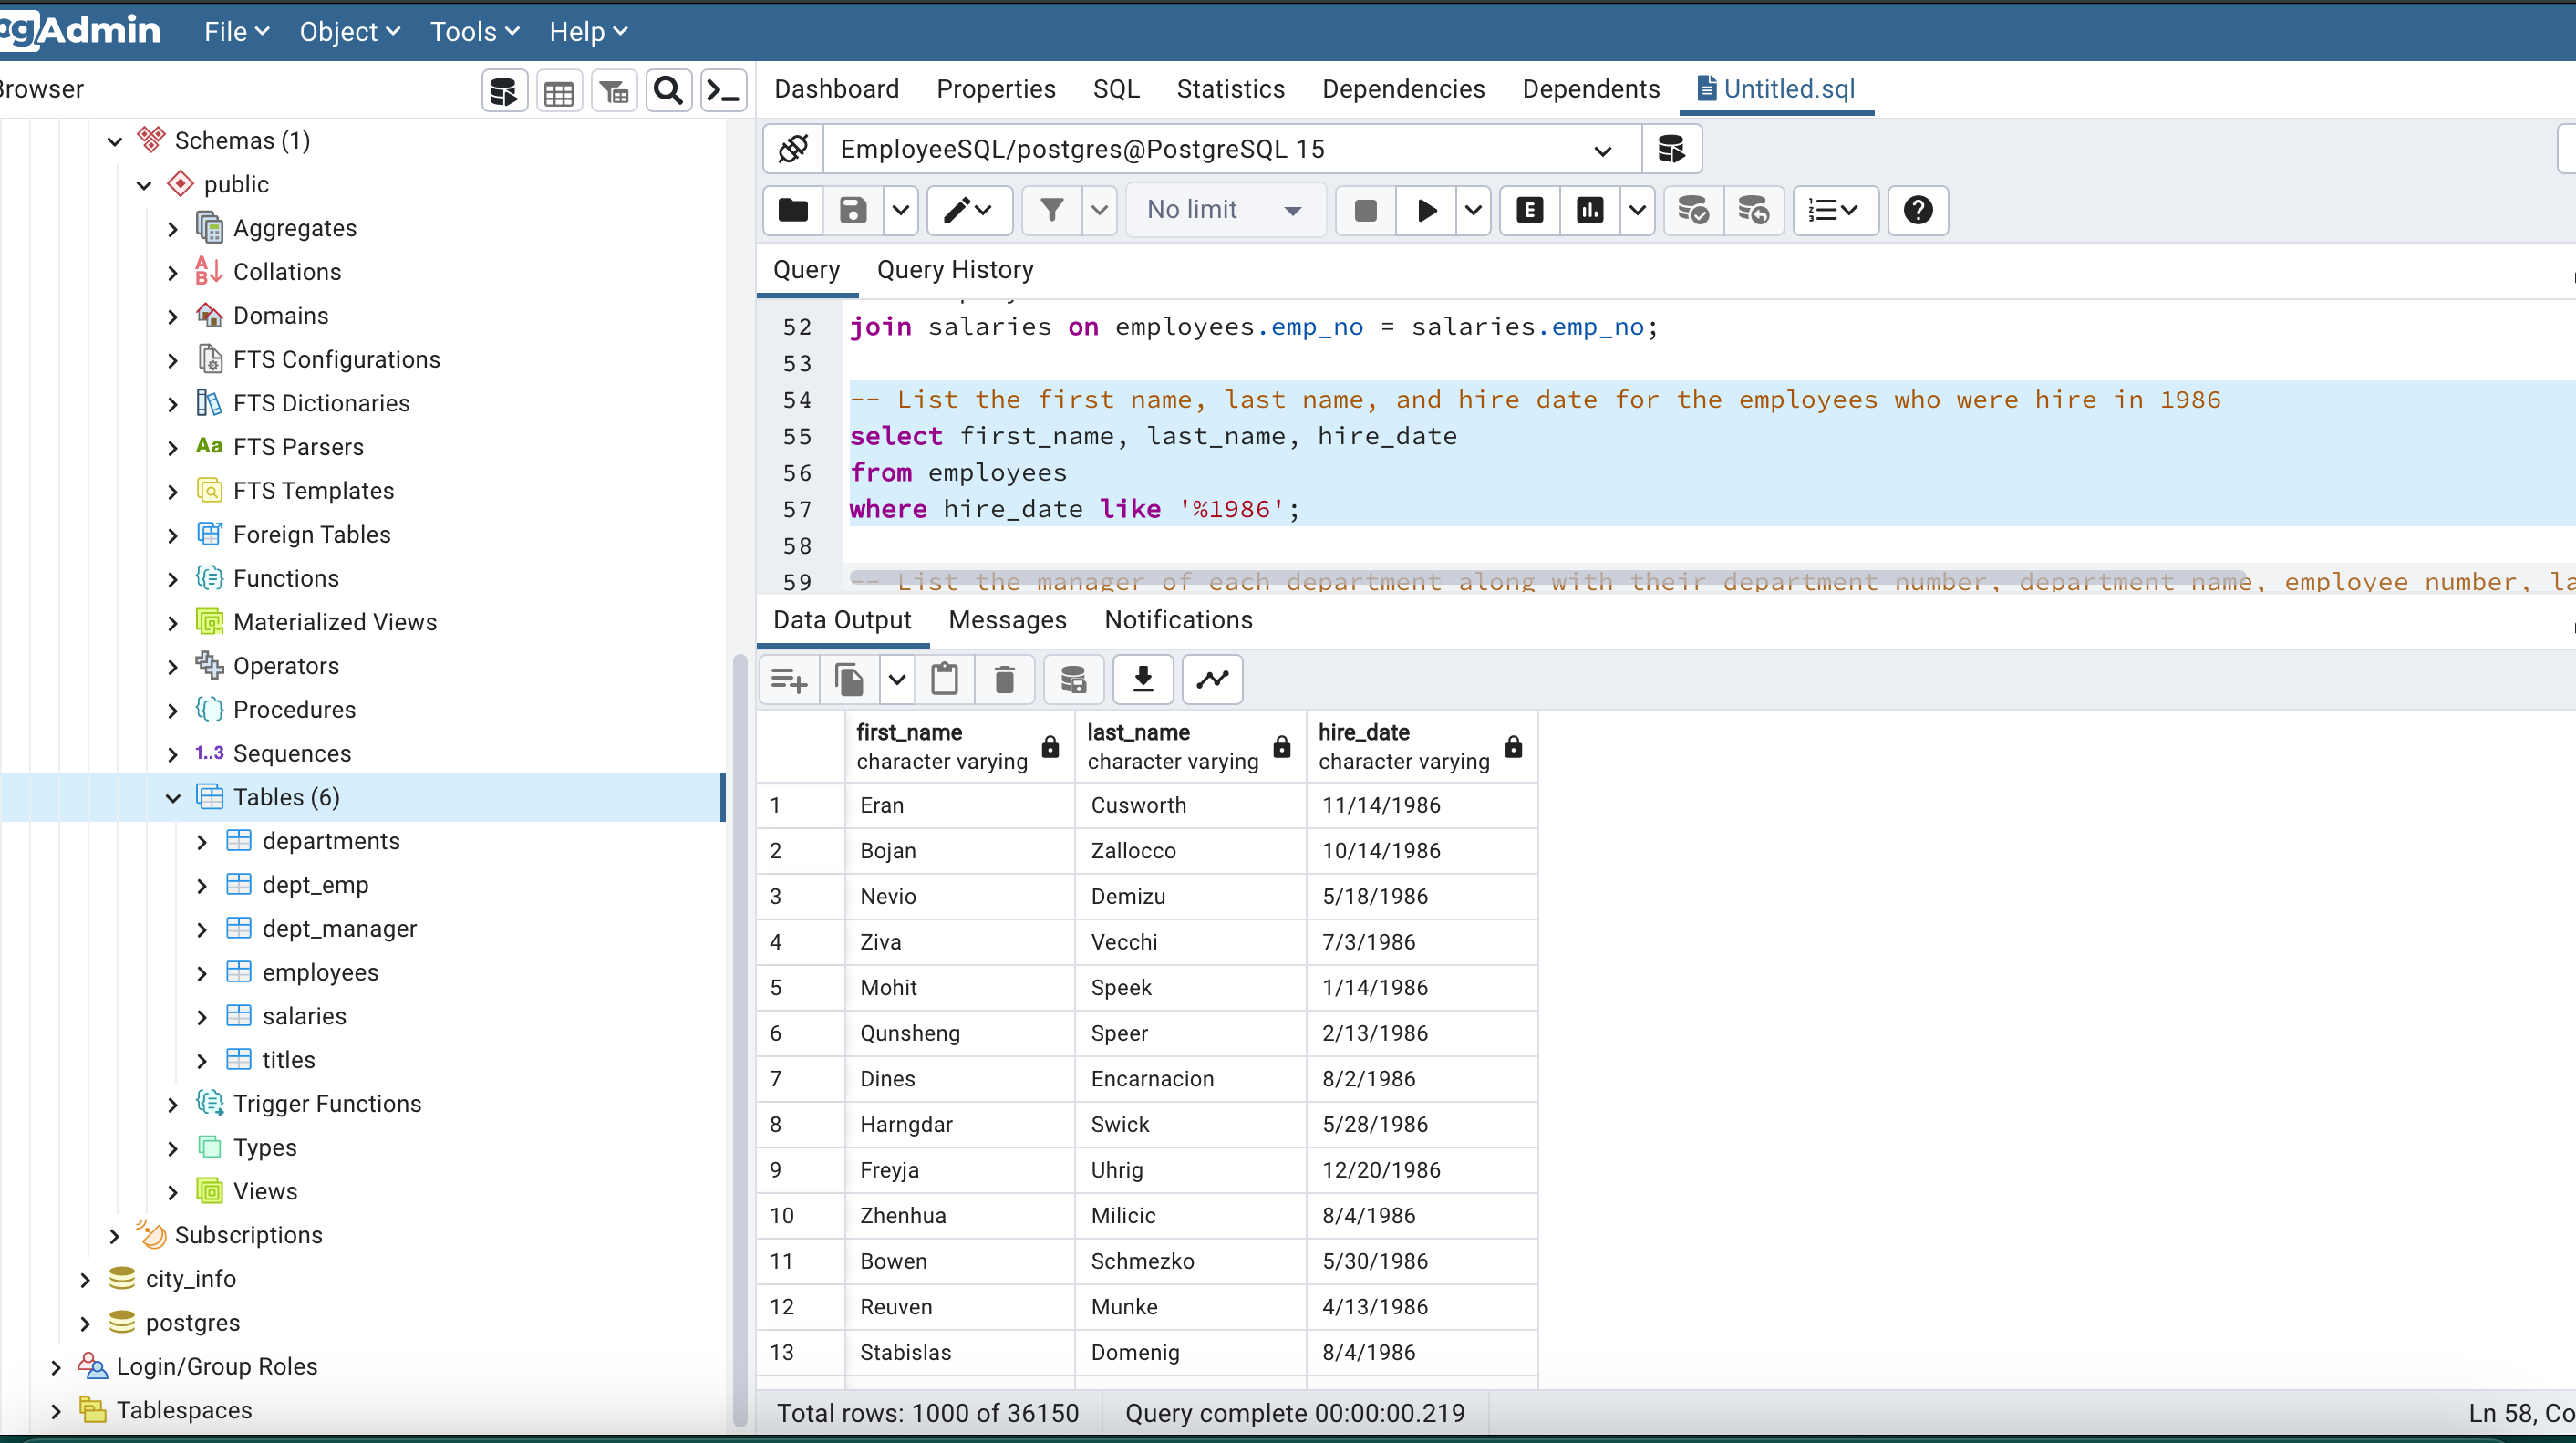 pgAdmin File Object Tools Help
Browser
Dashboard Properties SQL Statistics Dependencies Dependents Untitled.sql
Schemas (1)
public
Aggregates
Collations
Domains
FTS Configurations
FTS Dictionaries
Aa FTS Parsers
FTS Templates
Foreign Tables
Functions
Materialized Views
Operators
Procedures
1..3 Sequences
Tables (6)
departments
dept_emp
dept_manager
employees
salaries
titles
Trigger Functions
Types
Views
Subscriptions
city_info
postgres
Login/Group Roles
Tablespaces
EmployeeSQL/postgres@PostgreSQL 15
No limit
E
Query Query History
52 join salaries on employees.emp_no = salaries.emp_no;
53
54 -- List the first name, last name, and hire date for the employees who were hire in 1986
55 select first_name, last_name, hire_date
56 from employees
57 where hire_date like '%1986';
58
59 -- List the manager of each department along with their department number, department name, employee number, la
Data Output Messages Notifications
first_name last_name hire_date
character varying character varying character varying
1 Eran Cusworth 11/14/1986
2 Bojan Zallocco 10/14/1986
3 Nevio Demizu 5/18/1986
4 Ziva Vecchi 7/3/1986
5 Mohit Speek 1/14/1986
6 Qunsheng Speer 2/13/1986
7 Dines Encarnacion 8/2/1986
8 Harngdar Swick 5/28/1986
9 Freyja Uhrig 12/20/1986
10 Zhenhua Milicic 8/4/1986
11 Bowen Schmezko 5/30/1986
12 Reuven Munke 4/13/1986
13 Stabislas Domenig 8/4/1986
Total rows: 1000 of 36150 Query complete 00:00:00.219 Ln 58, Co